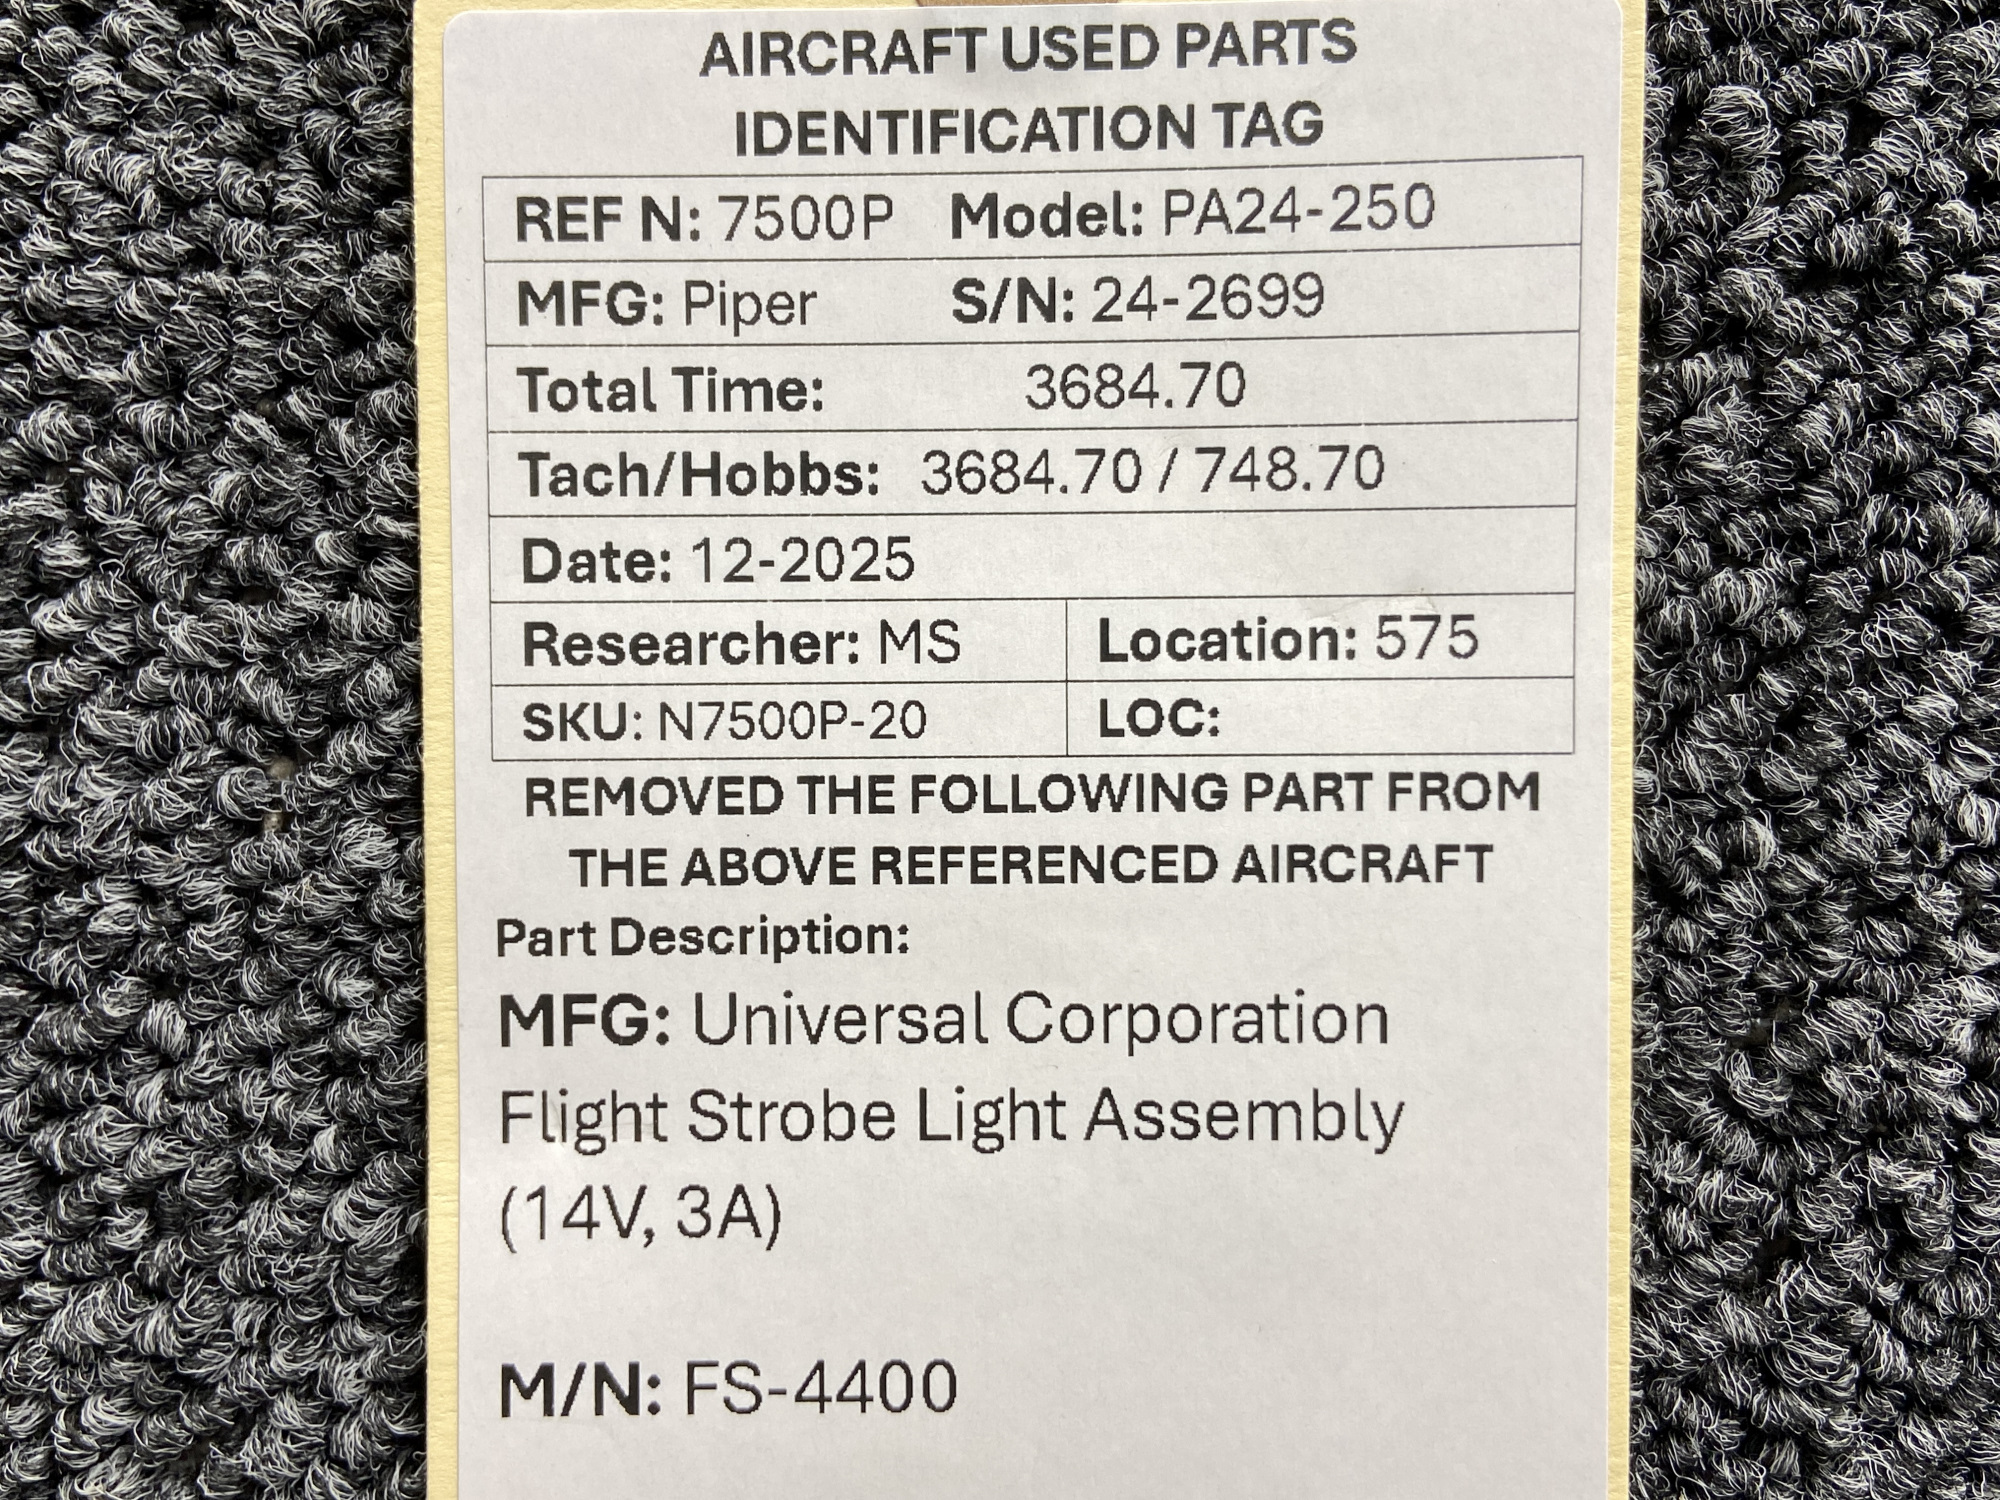 AIRCRAFT USED PARTS
IDENTIFICATION TAG
REF N: 7500P Model: PA24-250
MFG: Piper S/N: 24-2699
Total Time: 3684.70
Tach/Hobbs: 3684.70 / 748.70
Date: 12-2025
Researcher: MS Location: 575
SKU: N7500P-20 LOC:
REMOVED THE FOLLOWING PART FROM
THE ABOVE REFERENCED AIRCRAFT
Part Description:
MFG: Universal Corporation
Flight Strobe Light Assembly
(14V, 3A)
M/N: FS-4400